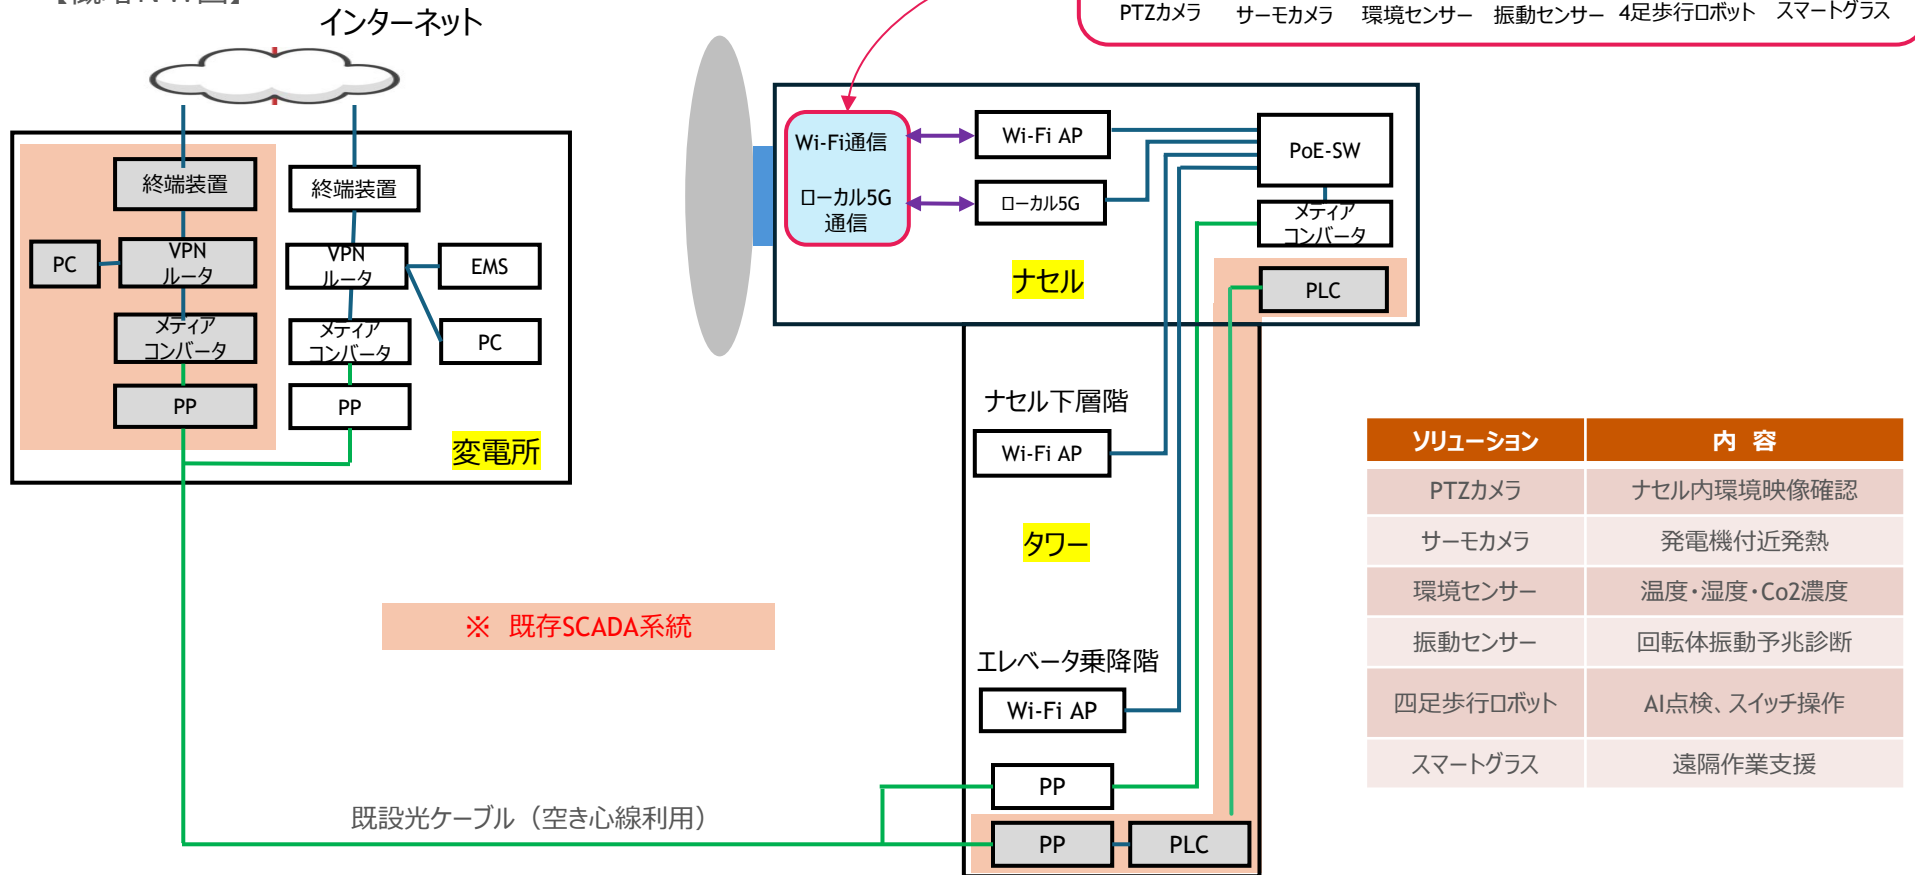 インターネット
PTZカメラ
サーモカメラ
環境センサー
振動センサー
4足歩行ロボット
スマートグラス
終端装置
VPN
ルータ
PC
メディア
コンバータ
PP
終端装置
VPN
ルータ
EMS
PC
メディア
コンバータ
PP
変電所
Wi-Fi通信
ローカル5G
通信
Wi-Fi AP
ローカル5G
PoE-SW
メディア
コンバータ
PLC
ナセル
ナセル下層階
Wi-Fi AP
タワー
エレベータ乗降階
Wi-Fi AP
PP
PP
PLC
※ 既存SCADA系統
既設光ケーブル（空き心線利用）
ソリューション 内 容
PTZカメラ ナセル内環境映像確認
サーモカメラ 発電機付近発熱
環境センサー 温度・湿度・Co2濃度
振動センサー 回転体振動予兆診断
四足歩行ロボット AI点検、スイッチ操作
スマートグラス 遠隔作業支援